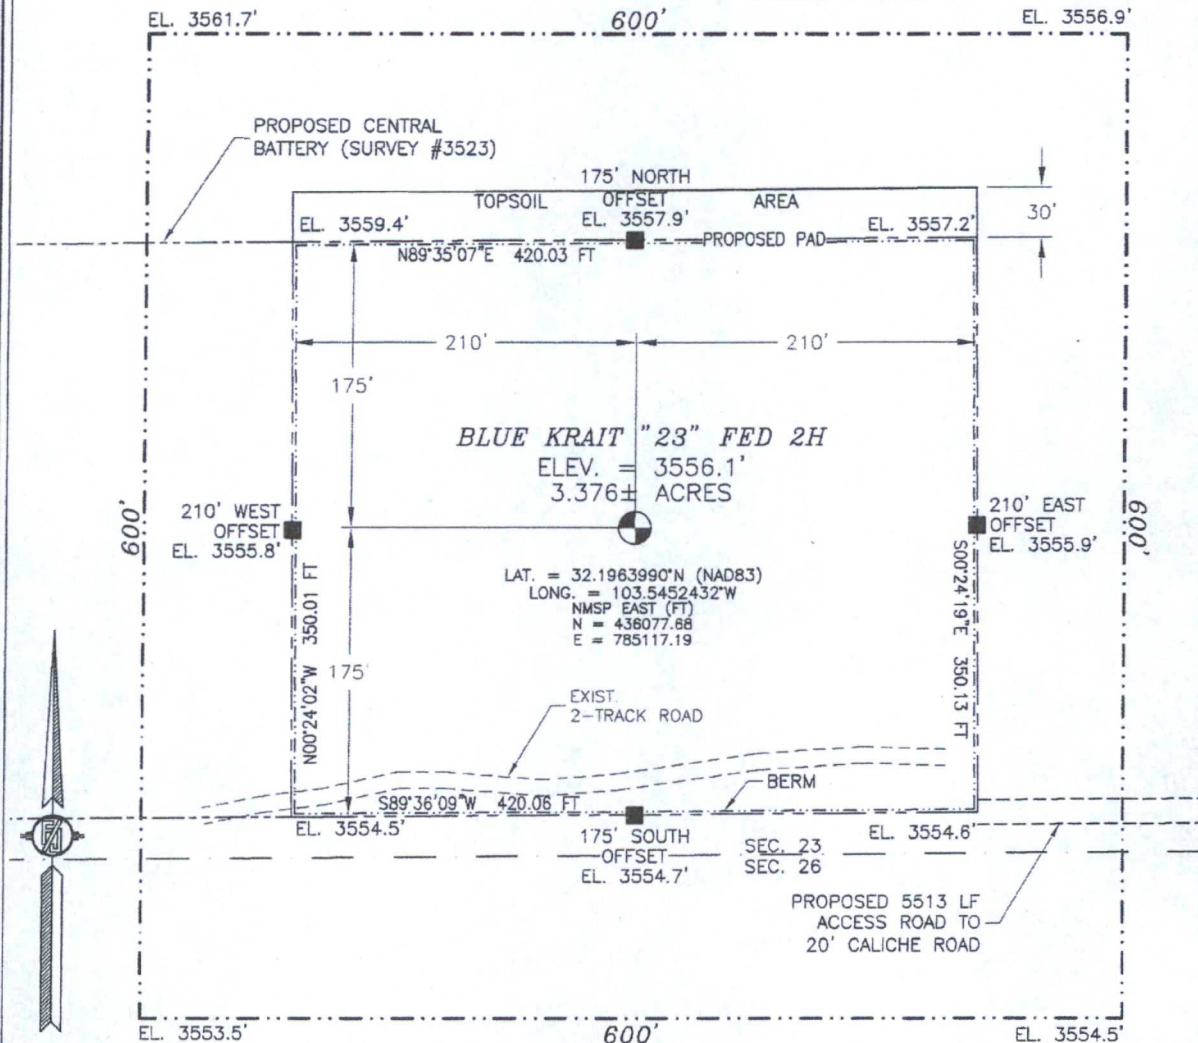 EL. 3561.7'
600'
EL. 3556.9'
PROPOSED CENTRAL
BATTERY (SURVEY #3523)
175' NORTH
TOPSOIL
OFFSET
AREA
EL. 3557.9'
30'
EL. 3559.4'
EL. 3557.2'
PROPOSED PAD
N89°35'07"E 420.03 FT
210'
210'
175'
BLUE KRAIT "23" FED 2H
ELEV. = 3556.1'
3.376± ACRES
600'
210' WEST
OFFSET
EL. 3555.8'
210' EAST
OFFSET
EL. 3555.9'
600'
LAT. = 32.1963990°N (NAD83)
LONG. = 103.5452432°W
NMSP EAST (FT)
N = 436077.68
E = 785117.19
N00°24'02"W 350.01 FT
S00°24'19"E 350.13 FT
175'
EXIST.
2-TRACK ROAD
BERM
S89°36'09"W 420.06 FT
EL. 3554.5'
175' SOUTH
OFFSET
EL. 3554.7'
EL. 3554.6'
SEC. 23
SEC. 26
PROPOSED 5513 LF
ACCESS ROAD TO
20' CALICHE ROAD
EL. 3553.5'
600'
EL. 3554.5'